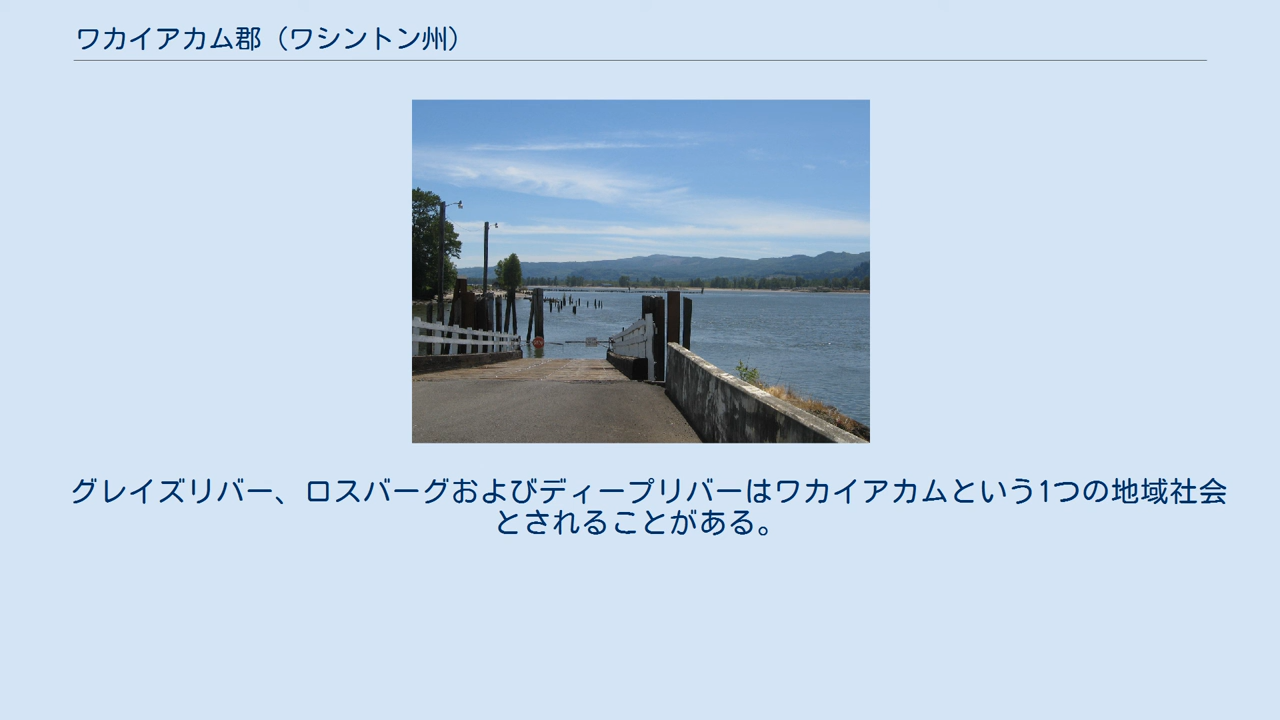 ワカイアカム郡（ワシントン州）
グレイズリバー、ロスバーグおよびディープリバーはワカイアカムという1つの地域社会
とされることがある。